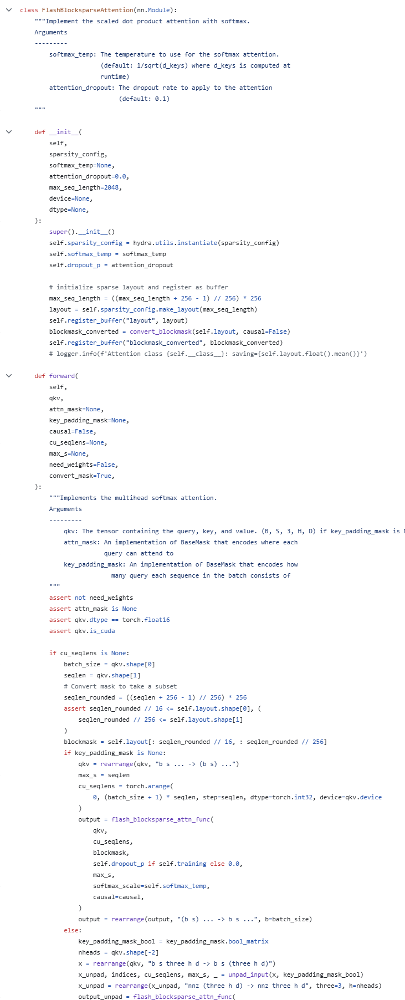 class FlashBlocksparseAttention(nn.Module):
    """Implement the scaled dot product attention with softmax.
    Arguments
    ---------
        softmax_temp: The temperature to use for the softmax attention.
                      (default: 1/sqrt(d_keys) where d_keys is computed at
                      runtime)
        attention_dropout: The dropout rate to apply to the attention
                           (default: 0.1)
    """

    def __init__(
        self,
        sparsity_config,
        softmax_temp=None,
        attention_dropout=0.0,
        max_seq_length=2048,
        device=None,
        dtype=None,
    ):
        super().__init__()
        self.sparsity_config = hydra.utils.instantiate(sparsity_config)
        self.softmax_temp = softmax_temp
        self.dropout_p = attention_dropout

        # initialize sparse layout and register as buffer
        max_seq_length = ((max_seq_length + 256 - 1) // 256) * 256
        layout = self.sparsity_config.make_layout(max_seq_length)
        self.register_buffer("layout", layout)
        blockmask_converted = convert_blockmask(self.layout, causal=False)
        self.register_buffer("blockmask_converted", blockmask_converted)
        # logger.info(f'Attention class {self.__class__}: saving={self.layout.float().mean()}')

    def forward(
        self,
        qkv,
        attn_mask=None,
        key_padding_mask=None,
        causal=False,
        cu_seqlens=None,
        max_s=None,
        need_weights=False,
        convert_mask=True,
    ):
        """Implements the multihead softmax attention.
        Arguments
        ---------
            qkv: The tensor containing the query, key, and value. (B, S, 3, H, D) if key_padding_mask is
            attn_mask: An implementation of BaseMask that encodes where each
                       query can attend to
            key_padding_mask: An implementation of BaseMask that encodes how
                         many query each sequence in the batch consists of
        """
        assert not need_weights
        assert attn_mask is None
        assert qkv.dtype == torch.float16
        assert qkv.is_cuda

        if cu_seqlens is None:
            batch_size = qkv.shape[0]
            seqlen = qkv.shape[1]
            # Convert mask to take a subset
            seqlen_rounded = ((seqlen + 256 - 1) // 256) * 256
            assert seqlen_rounded // 16 <= self.layout.shape[0], (
                seqlen_rounded // 256 <= self.layout.shape[1]
            )
            blockmask = self.layout[: seqlen_rounded // 16, : seqlen_rounded // 256]
            if key_padding_mask is None:
                qkv = rearrange(qkv, "b s ... -> (b s) ...")
                max_s = seqlen
                cu_seqlens = torch.arange(
                    0, (batch_size + 1) * seqlen, step=seqlen, dtype=torch.int32, device=qkv.device
                )
                output = flash_blocksparse_attn_func(
                    qkv,
                    cu_seqlens,
                    blockmask,
                    self.dropout_p if self.training else 0.0,
                    max_s,
                    softmax_scale=self.softmax_temp,
                    causal=causal,
                )
                output = rearrange(output, "(b s) ... -> b s ...", b=batch_size)
            else:
                key_padding_mask_bool = key_padding_mask.bool_matrix
                nheads = qkv.shape[-2]
                x = rearrange(qkv, "b s three h d -> b s (three h d)")
                x_unpad, indices, cu_seqlens, max_s, _ = unpad_input(x, key_padding_mask_bool)
                x_unpad = rearrange(x_unpad, "nnz (three h d) -> nnz three h d", three=3, h=nheads)
                output_unpad = flash_blocksparse_attn_func(